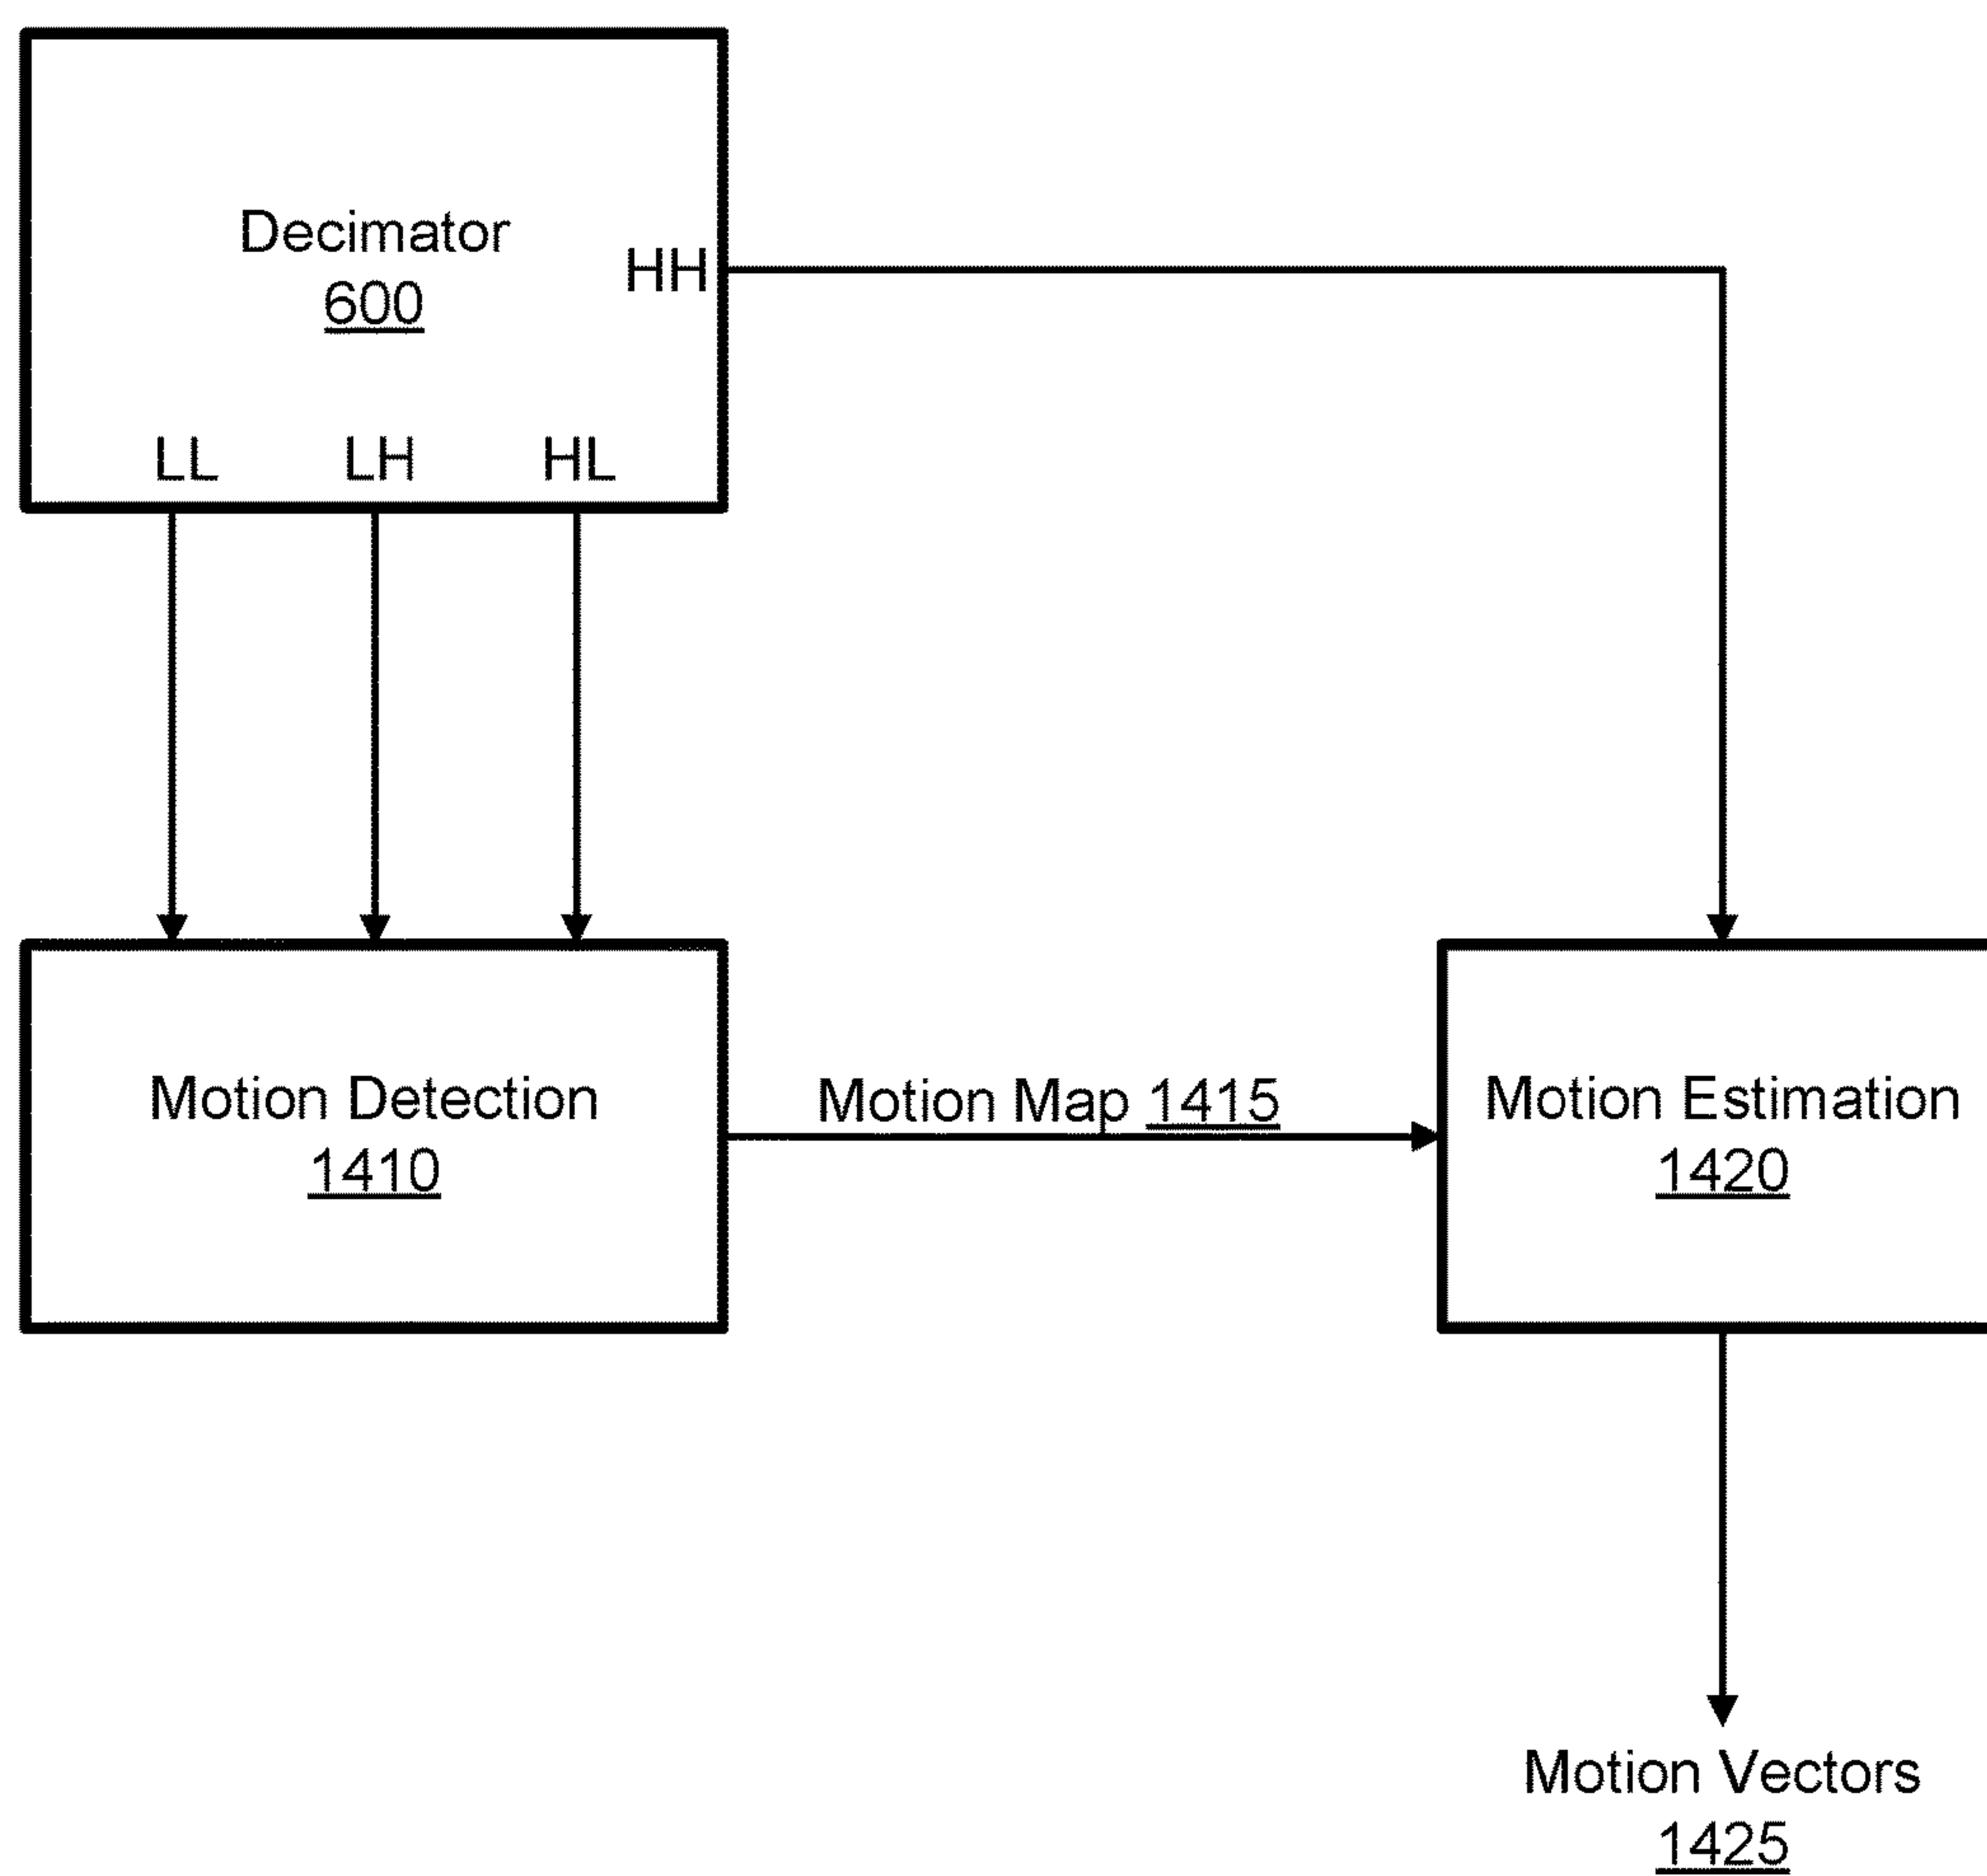 Decimator
600
HH
LL LH HL
Motion Detection
1410
Motion Map 1415
Motion Estimation
1420
Motion Vectors
1425